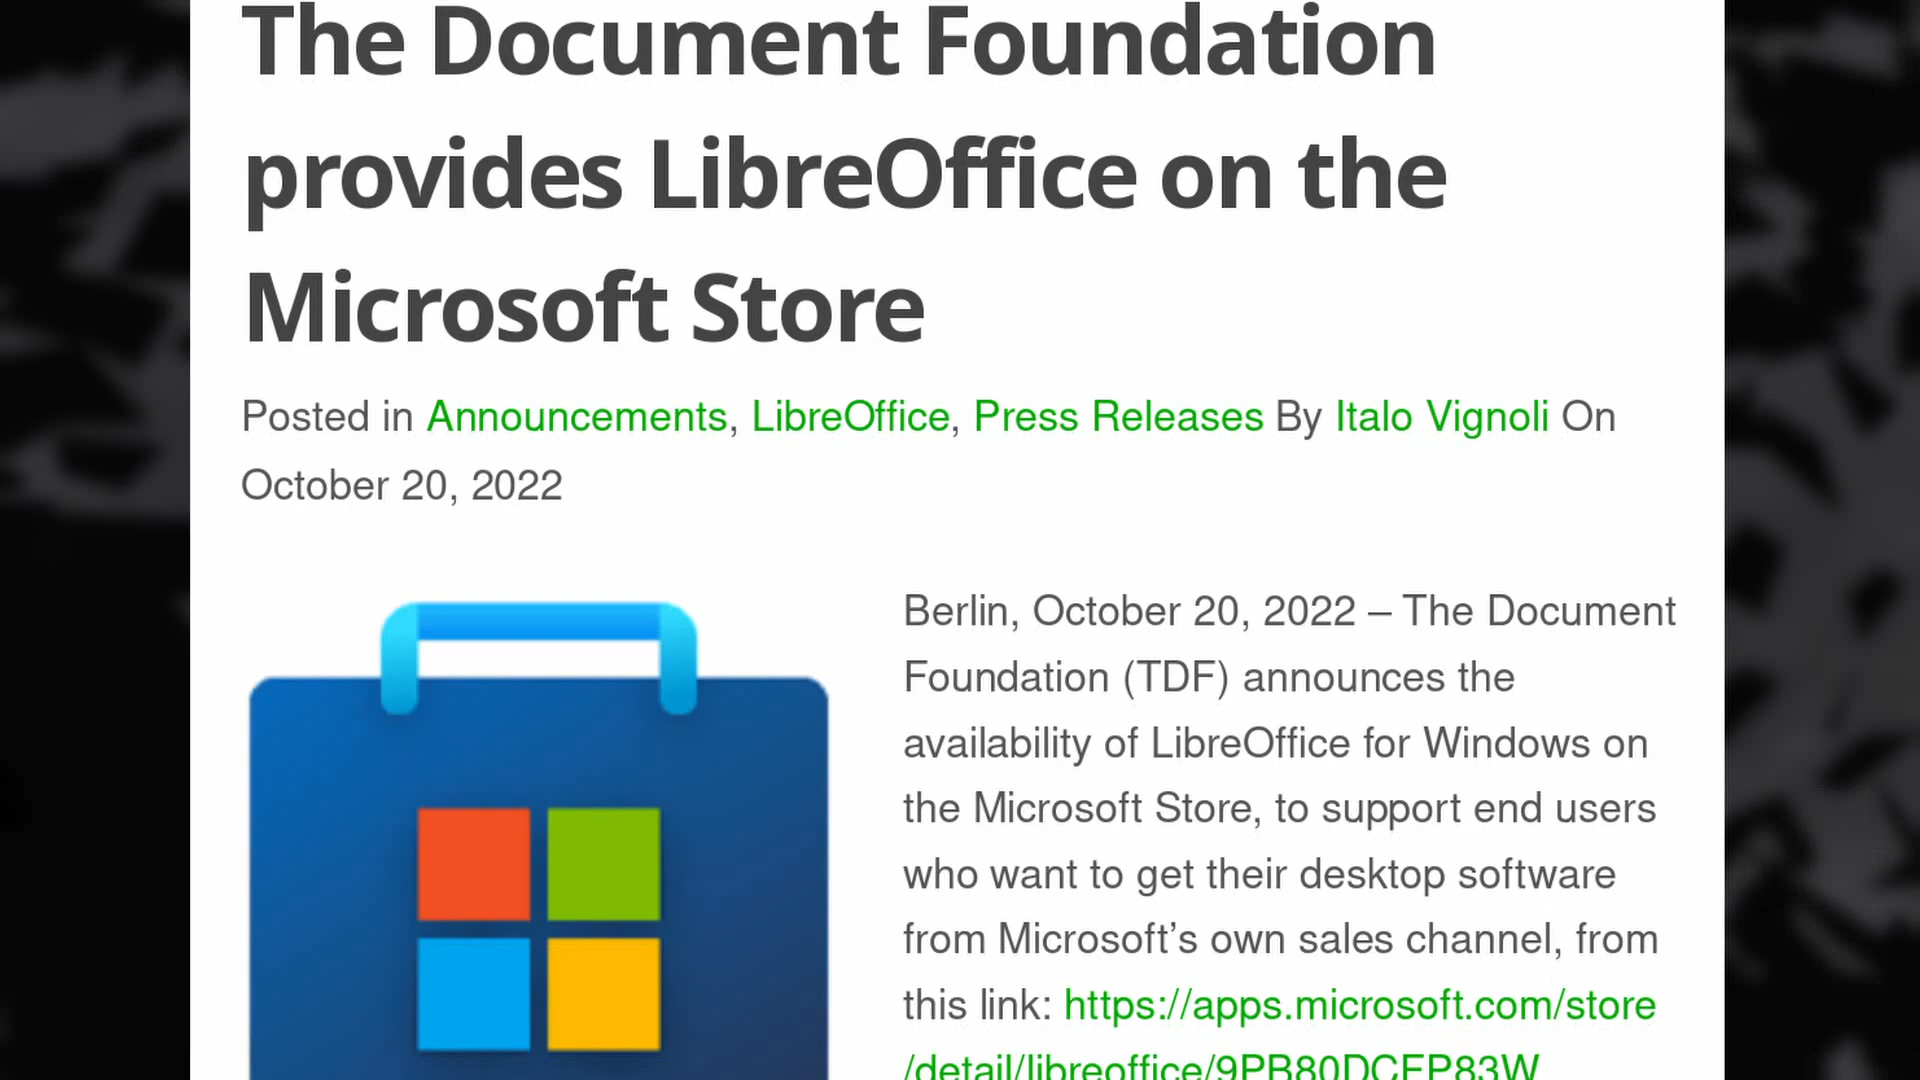 The Document Foundation
provides LibreOffice on the
Microsoft Store
Posted in Announcements, LibreOffice, Press Releases By Italo Vignoli On
October 20, 2022
Berlin, October 20, 2022 – The Document
Foundation (TDF) announces the
availability of LibreOffice for Windows on
the Microsoft Store, to support end users
who want to get their desktop software
from Microsoft’s own sales channel, from
this link: https://apps.microsoft.com/store
/detail/libreoffice/9PB80DCFP83W